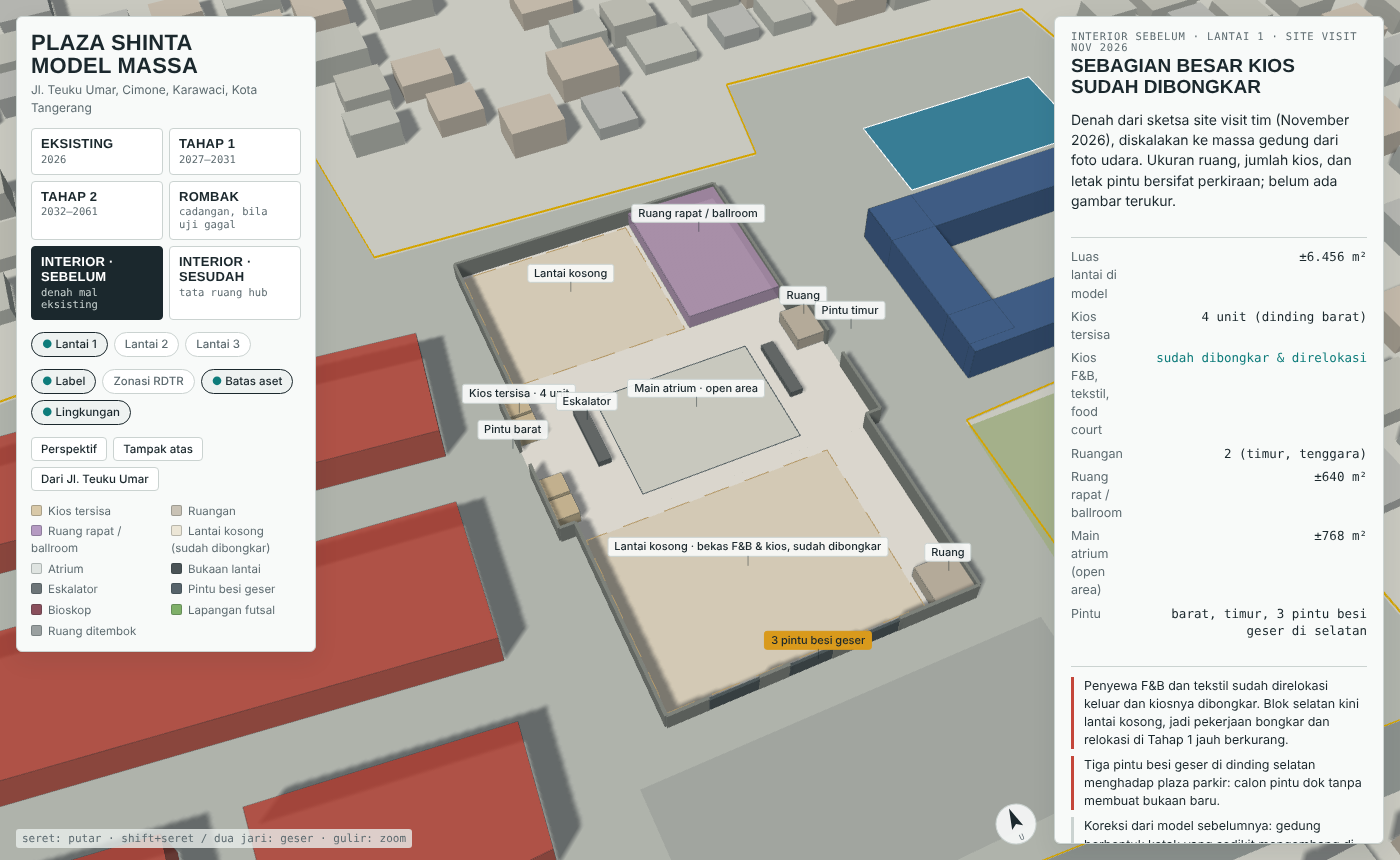 PLAZA SHINTA
MODEL MASSA
Jl. Teuku Umar, Cimone, Karawaci, Kota
Tangerang
EKSISTING
2026
TAHAP 1
2027–2031
TAHAP 2
2032–2061
ROMBAK
cadangan, bila
uji gagal
INTERIOR ·
SEBELUM
denah mal
eksisting
INTERIOR ·
SESUDAH
tata ruang hub
Lantai 1
Lantai 2
Lantai 3
Label
Zonasi RDTR
Batas aset
Lingkungan
Perspektif
Tampak atas
Dari Jl. Teuku Umar
Kios tersisa
Ruangan
Ruang rapat /
ballroom
Lantai kosong
(sudah dibongkar)
Atrium
Bukaan lantai
Eskalator
Pintu besi geser
Bioskop
Lapangan futsal
Ruang ditembok
Ruang rapat / ballroom
Lantai kosong
Ruang
Pintu timur
Kios tersisa · 4 unit
Eskalator
Main atrium · open area
Pintu barat
Lantai kosong · bekas F&B & kios, sudah dibongkar
Ruang
3 pintu besi geser
seret: putar · shift+seret / dua jari: geser · gulir: zoom
U
INTERIOR SEBELUM · LANTAI 1 · SITE VISIT
NOV 2026
SEBAGIAN BESAR KIOS
SUDAH DIBONGKAR
Denah dari sketsa site visit tim (November
2026), diskalakan ke massa gedung dari
foto udara. Ukuran ruang, jumlah kios, dan
letak pintu bersifat perkiraan; belum ada
gambar terukur.
Luas
lantai di
model
±6.456 m²
Kios
tersisa
4 unit (dinding barat)
Kios
F&B,
tekstil,
food
court
sudah dibongkar & direlokasi
Ruangan
2 (timur, tenggara)
Ruang
rapat /
ballroom
±640 m²
Main
atrium
(open
area)
±768 m²
Pintu
barat, timur, 3 pintu besi
geser di selatan
Penyewa F&B dan tekstil sudah direlokasi
keluar dan kiosnya dibongkar. Blok selatan kini
lantai kosong, jadi pekerjaan bongkar dan
relokasi di Tahap 1 jauh berkurang.
Tiga pintu besi geser di dinding selatan
menghadap plaza parkir: calon pintu dok tanpa
membuat bukaan baru.
Koreksi dari model sebelumnya: gedung